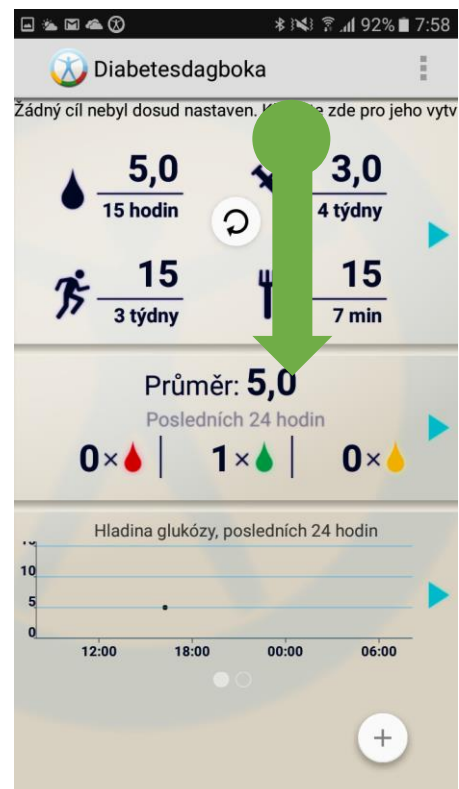 92% 7:58
Diabetesdagboka
Žádný cíl nebyl dosud nastaven. zde pro jeho vytv
5,0 3,0
15 hodin 4 týdny
15 15
3 týdny 7 min
Průměr: 5,0
Posledních 24 hodin
0× 1× 0×
Hladina glukózy, posledních 24 hodin
10
5
0
12:00 18:00 00:00 06:00
+